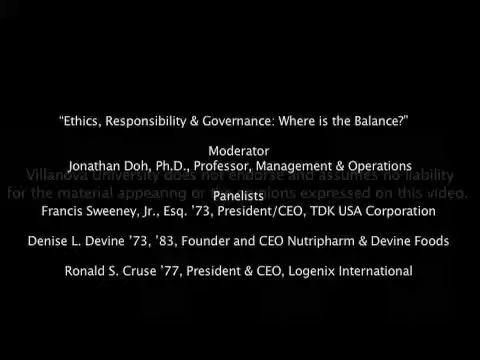 “Ethics, Responsibility & Governance: Where is the Balance?”
Moderator
Jonathan Doh, Ph.D., Professor, Management & Operations
Villanova University does not endorse and assumes no liability
for the material appearing or the opinions expressed on this video.
Panelists
Francis Sweeney, Jr., Esq. ’73, President/CEO, TDK USA Corporation
Denise L. Devine ’73, ’83, Founder and CEO Nutripharm & Devine Foods
Ronald S. Cruse ’77, President & CEO, Logenix International